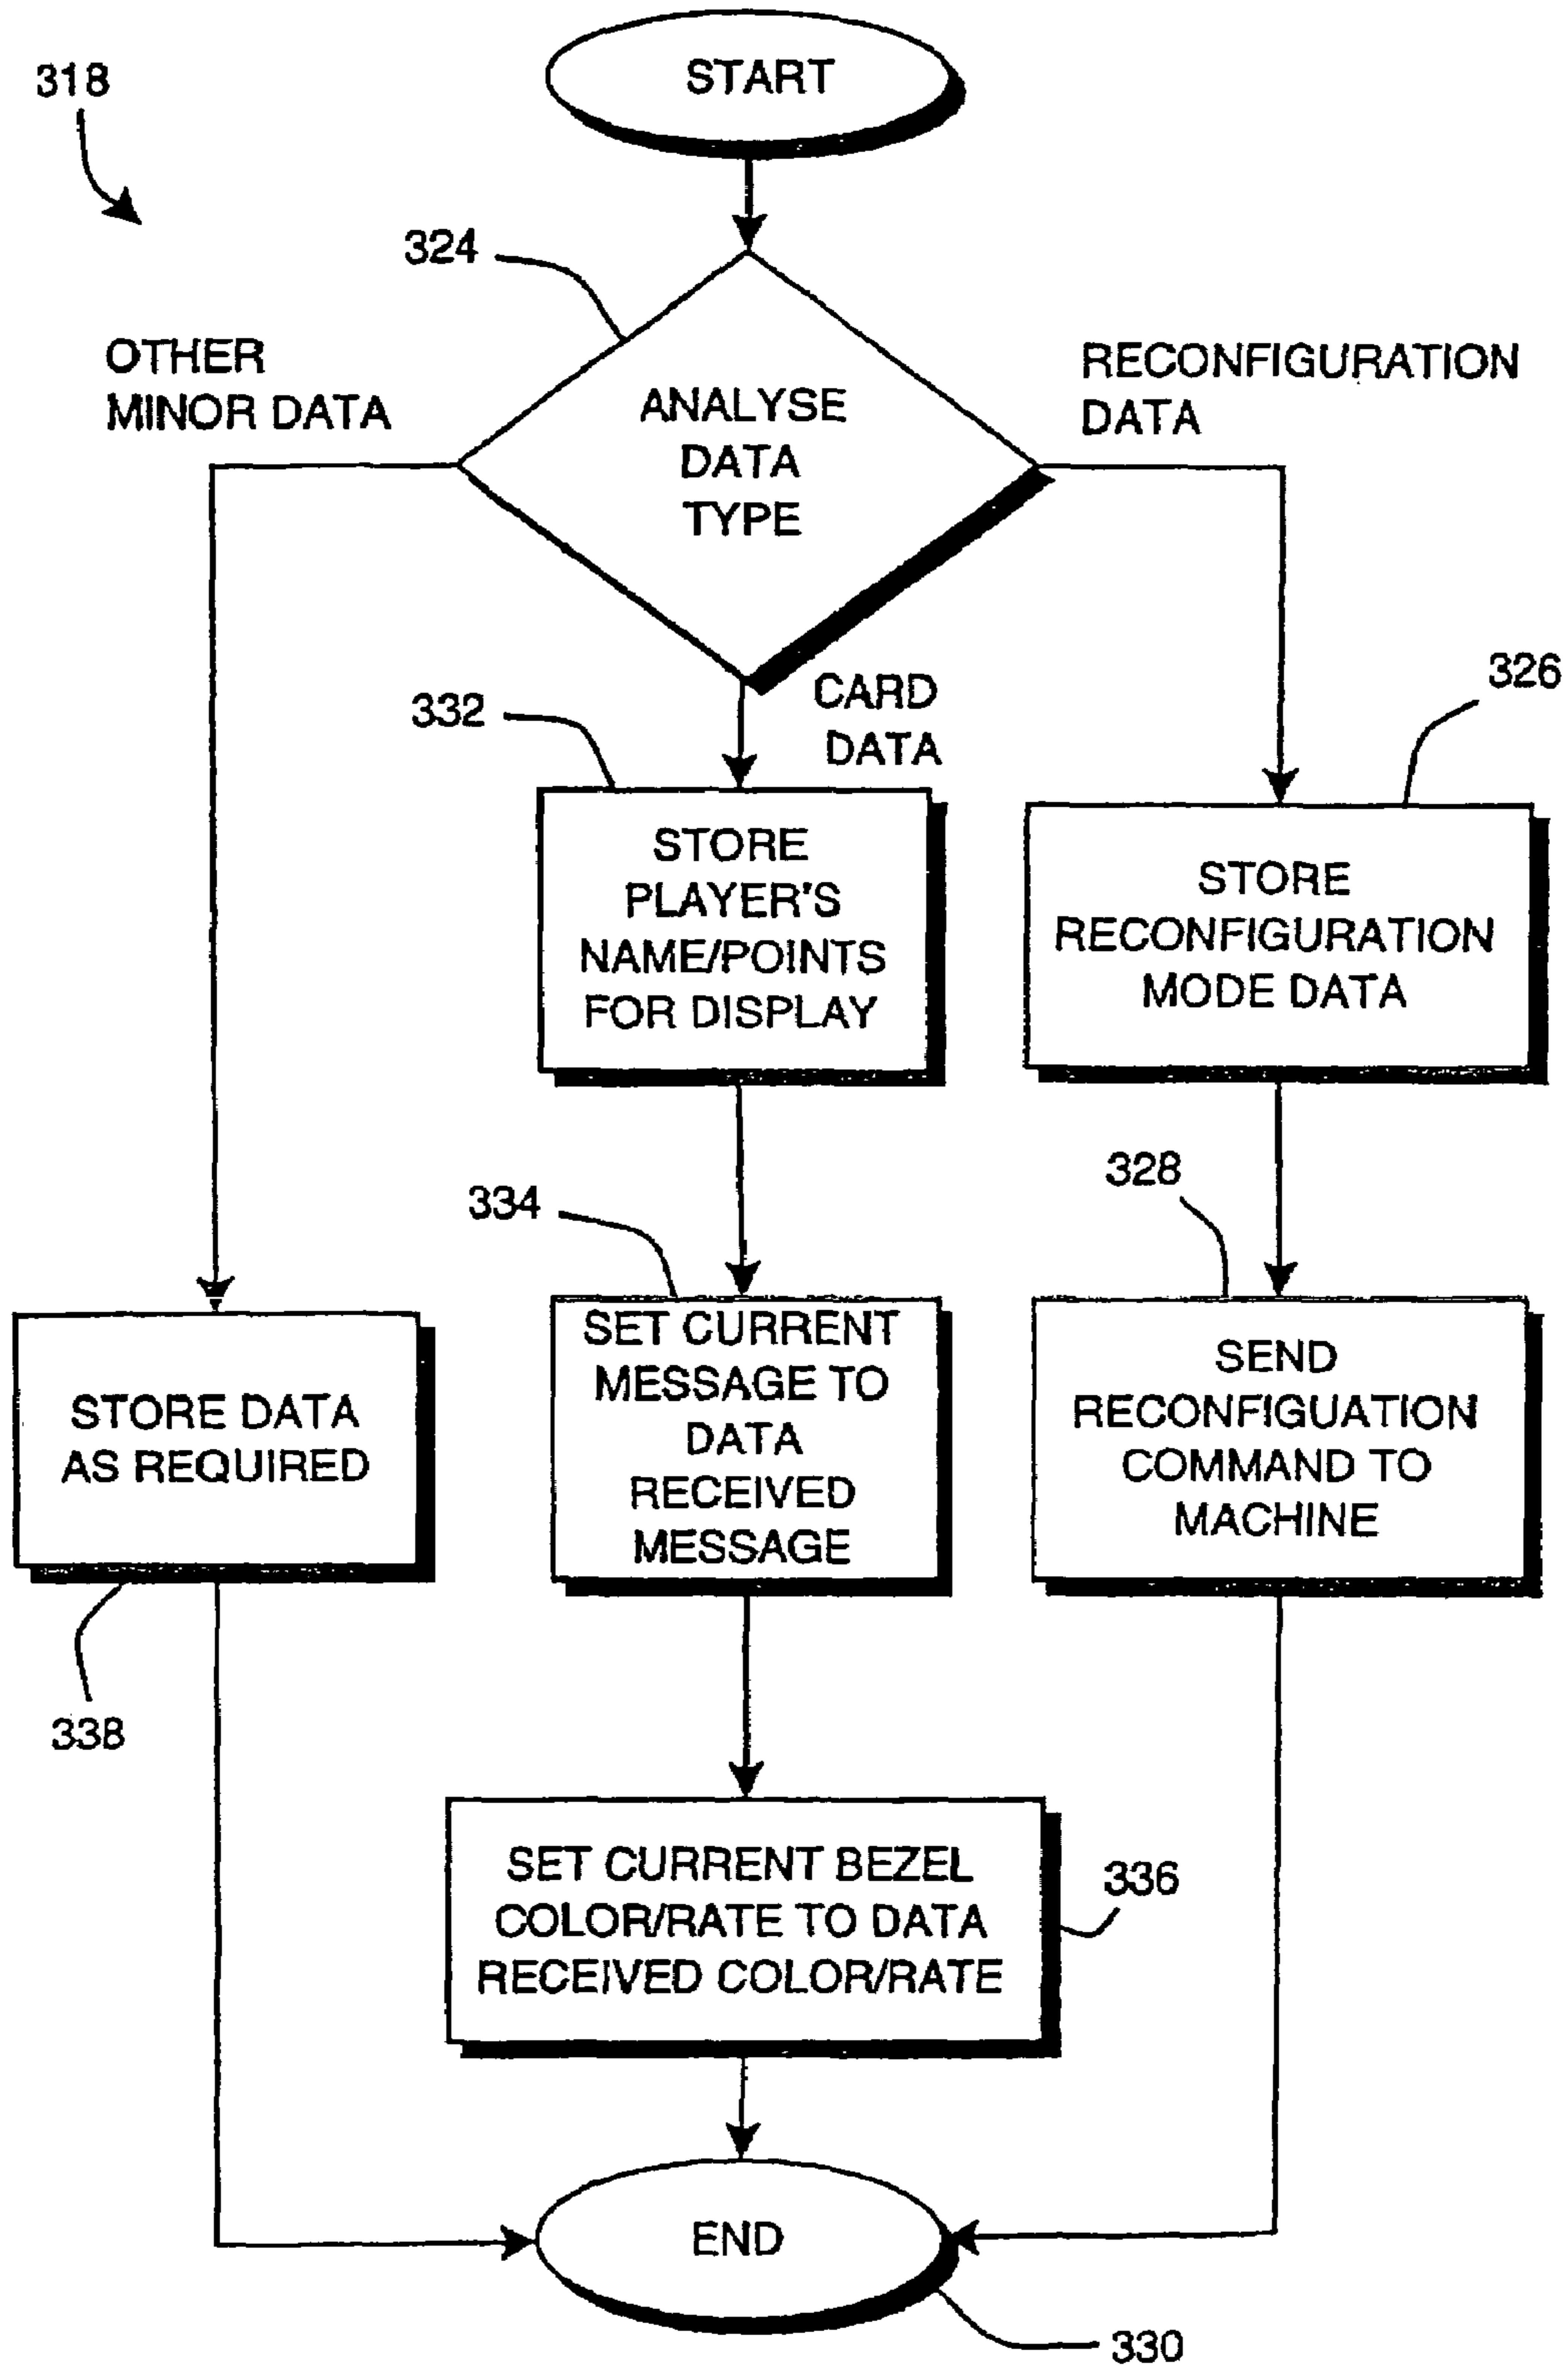 START
318
324
OTHER
MINOR DATA
ANALYSE
DATA
TYPE
RECONFIGURATION
DATA
CARD
DATA
332
326
STORE
PLAYER'S
NAME/POINTS
FOR DISPLAY
STORE
RECONFIGURATION
MODE DATA
334
328
STORE DATA
AS REQUIRED
SET CURRENT
MESSAGE TO
DATA
RECEIVED
MESSAGE
SEND
RECONFIGUATION
COMMAND TO
MACHINE
338
SET CURRENT BEZEL
COLOR/RATE TO DATA
RECEIVED COLOR/RATE
336
END
330